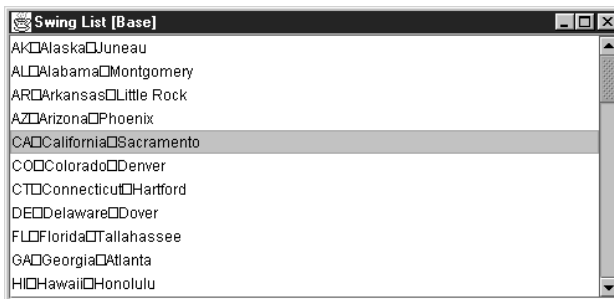 Swing List [Base]
AK□Alaska□Juneau
AL□Alabama□Montgomery
AR□Arkansas□Little Rock
AZ□Arizona□Phoenix
CA□California□Sacramento
CO□Colorado□Denver
CT□Connecticut□Hartford
DE□Delaware□Dover
FL□Florida□Tallahassee
GA□Georgia□Atlanta
HI□Hawaii□Honolulu